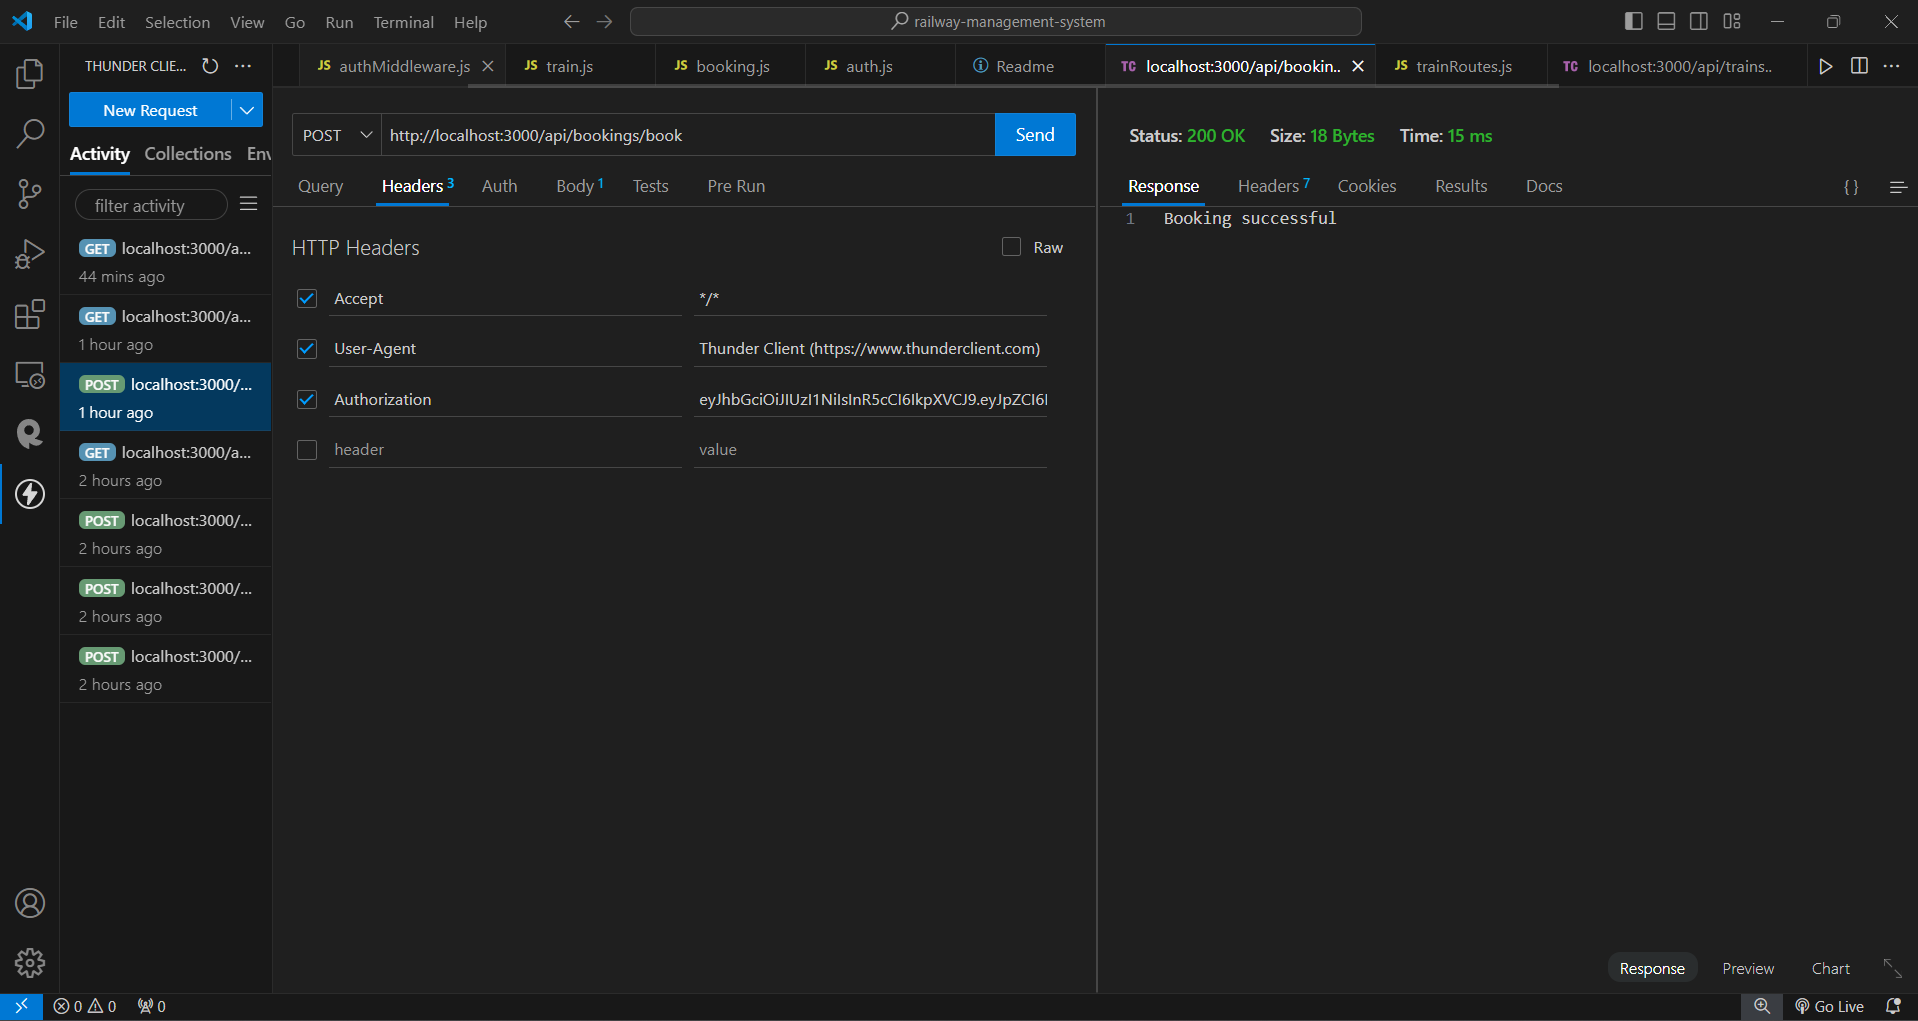 File Edit Selection View Go Run Terminal Help
railway-management-system
THUNDER CLIE...
JS authMiddleware.js
JS train.js
JS booking.js
JS auth.js
Readme
TC localhost:3000/api/bookin..
JS trainRoutes.js
TC localhost:3000/api/trains..
New Request
Activity Collections Env
filter activity
GET localhost:3000/a...
44 mins ago
GET localhost:3000/a...
1 hour ago
POST localhost:3000/...
1 hour ago
GET localhost:3000/a...
2 hours ago
POST localhost:3000/...
2 hours ago
POST localhost:3000/...
2 hours ago
POST localhost:3000/...
2 hours ago
POST http://localhost:3000/api/bookings/book Send
Query Headers 3 Auth Body 1 Tests Pre Run
HTTP Headers Raw
Accept */*
User-Agent Thunder Client (https://www.thunderclient.com)
Authorization eyJhbGciOiJIUzI1NiIsInR5cCI6IkpXVCJ9.eyJpZCI6I
header value
Status: 200 OK Size: 18 Bytes Time: 15 ms
Response Headers 7 Cookies Results Docs { }
1 Booking successful
Response Preview Chart
0 0 0
Go Live